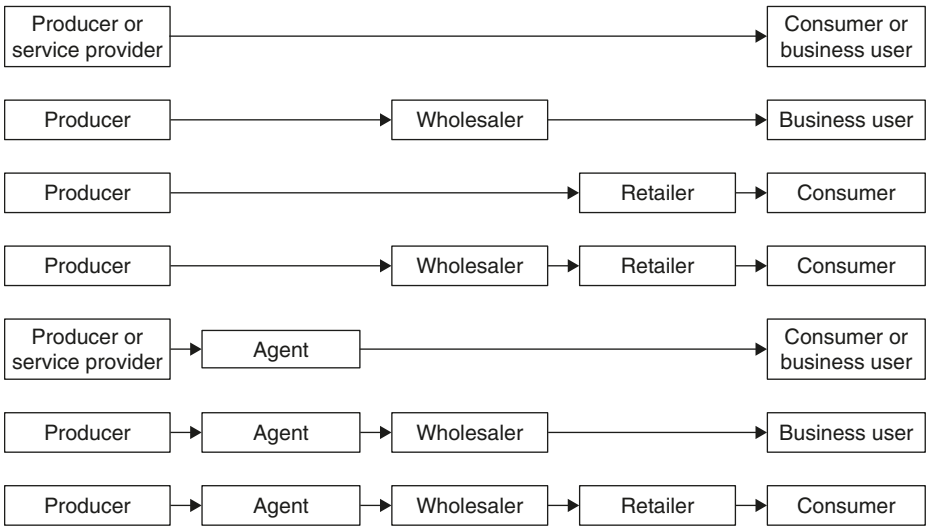 Producer or
service provider
Consumer or
business user
Producer
Wholesaler
Business user
Producer
Retailer
Consumer
Producer
Wholesaler
Retailer
Consumer
Producer or
service provider
Agent
Consumer or
business user
Producer
Agent
Wholesaler
Business user
Producer
Agent
Wholesaler
Retailer
Consumer